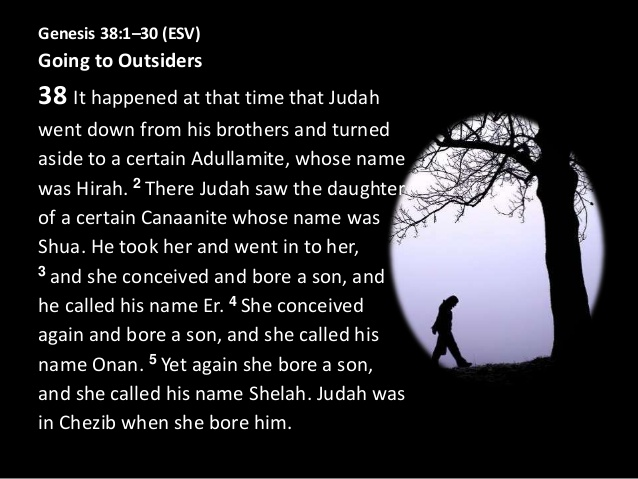 Genesis 38:1–30 (ESV)
Going to Outsiders
38 It happened at that time that Judah
went down from his brothers and turned
aside to a certain Adullamite, whose name
was Hirah. 2 There Judah saw the daughter
of a certain Canaanite whose name was
Shua. He took her and went in to her,
3 and she conceived and bore a son, and
he called his name Er. 4 She conceived
again and bore a son, and she called his
name Onan. 5 Yet again she bore a son,
and she called his name Shelah. Judah was
in Chezib when she bore him.